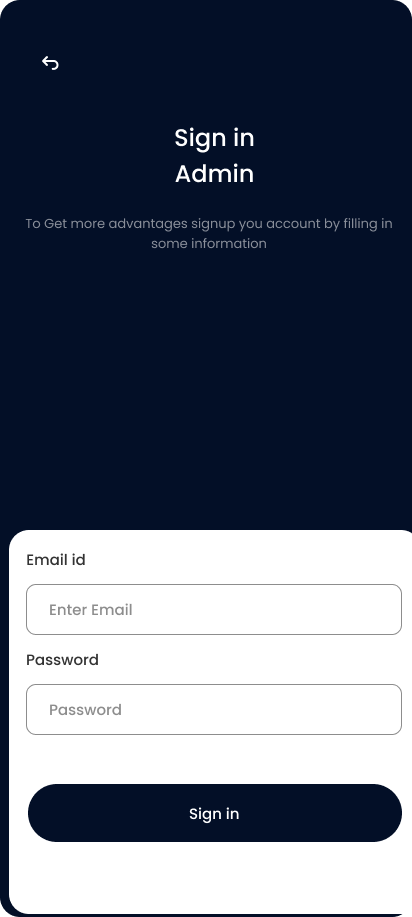 Sign in
Admin
To Get more advantages signup you account by filling in
some information
Email id
Enter Email
Password
Password
Sign in